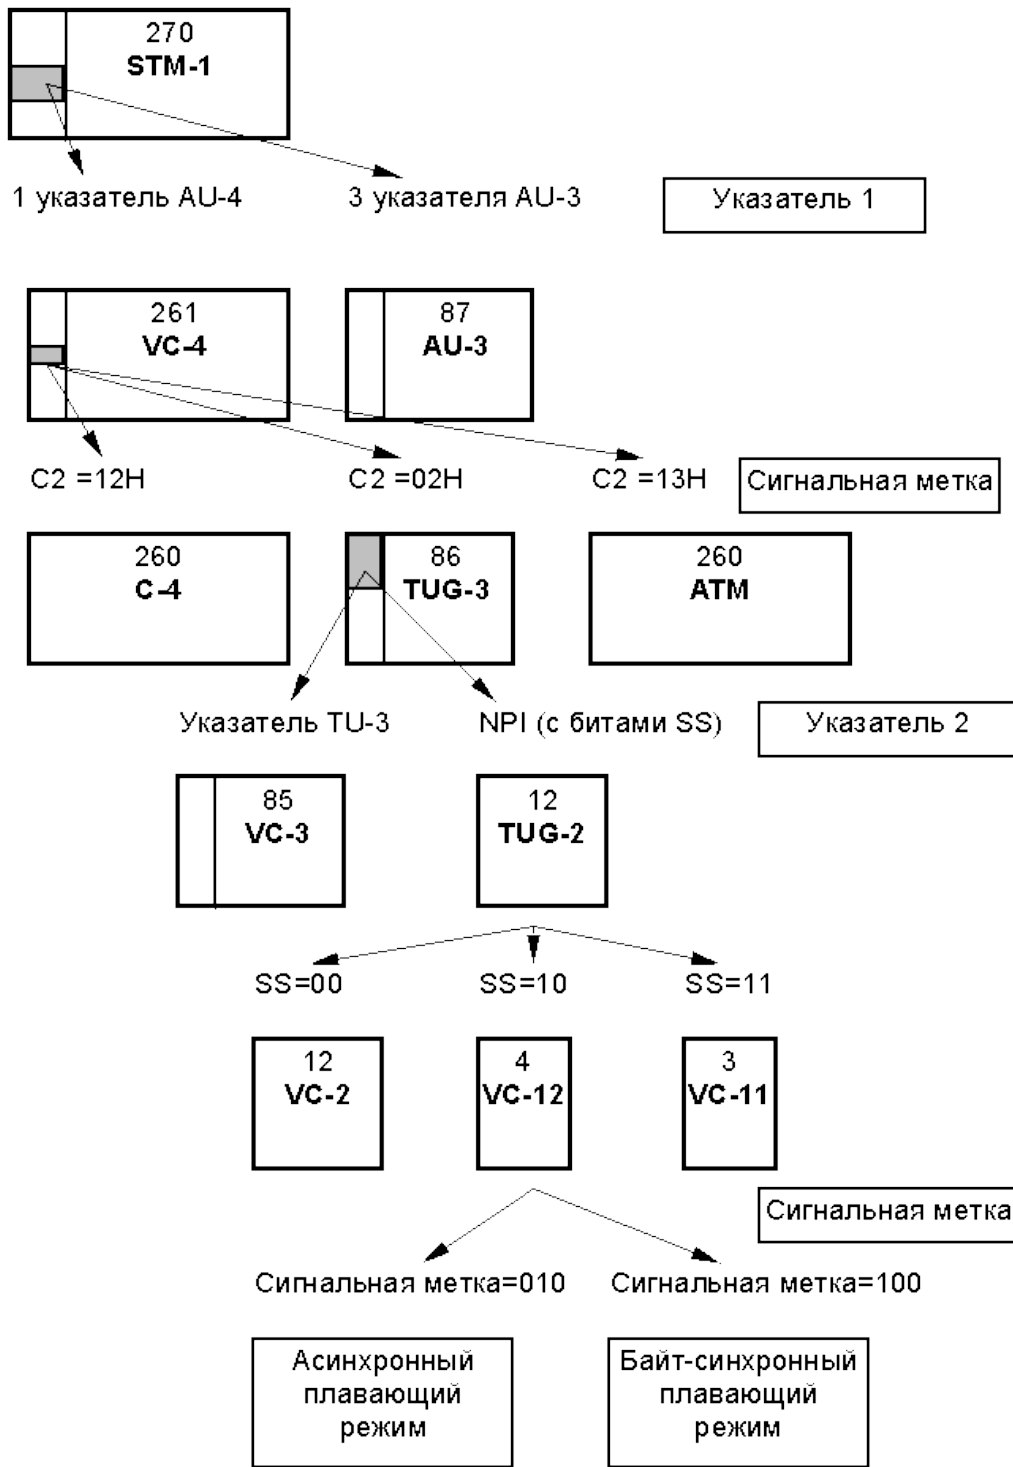 270
STM-1
1 указатель AU-4
3 указателя AU-3
Указатель 1
261
VC-4
87
AU-3
C2 =12H
C2 =02H
C2 =13H
Сигнальная метка
260
C-4
86
TUG-3
260
ATM
Указатель TU-3
NPI (с битами SS)
Указатель 2
85
VC-3
12
TUG-2
SS=00
SS=10
SS=11
12
VC-2
4
VC-12
3
VC-11
Сигнальная метка
Сигнальная метка=010
Сигнальная метка=100
Асинхронный
плавающий
режим
Байт-синхронный
плавающий
режим